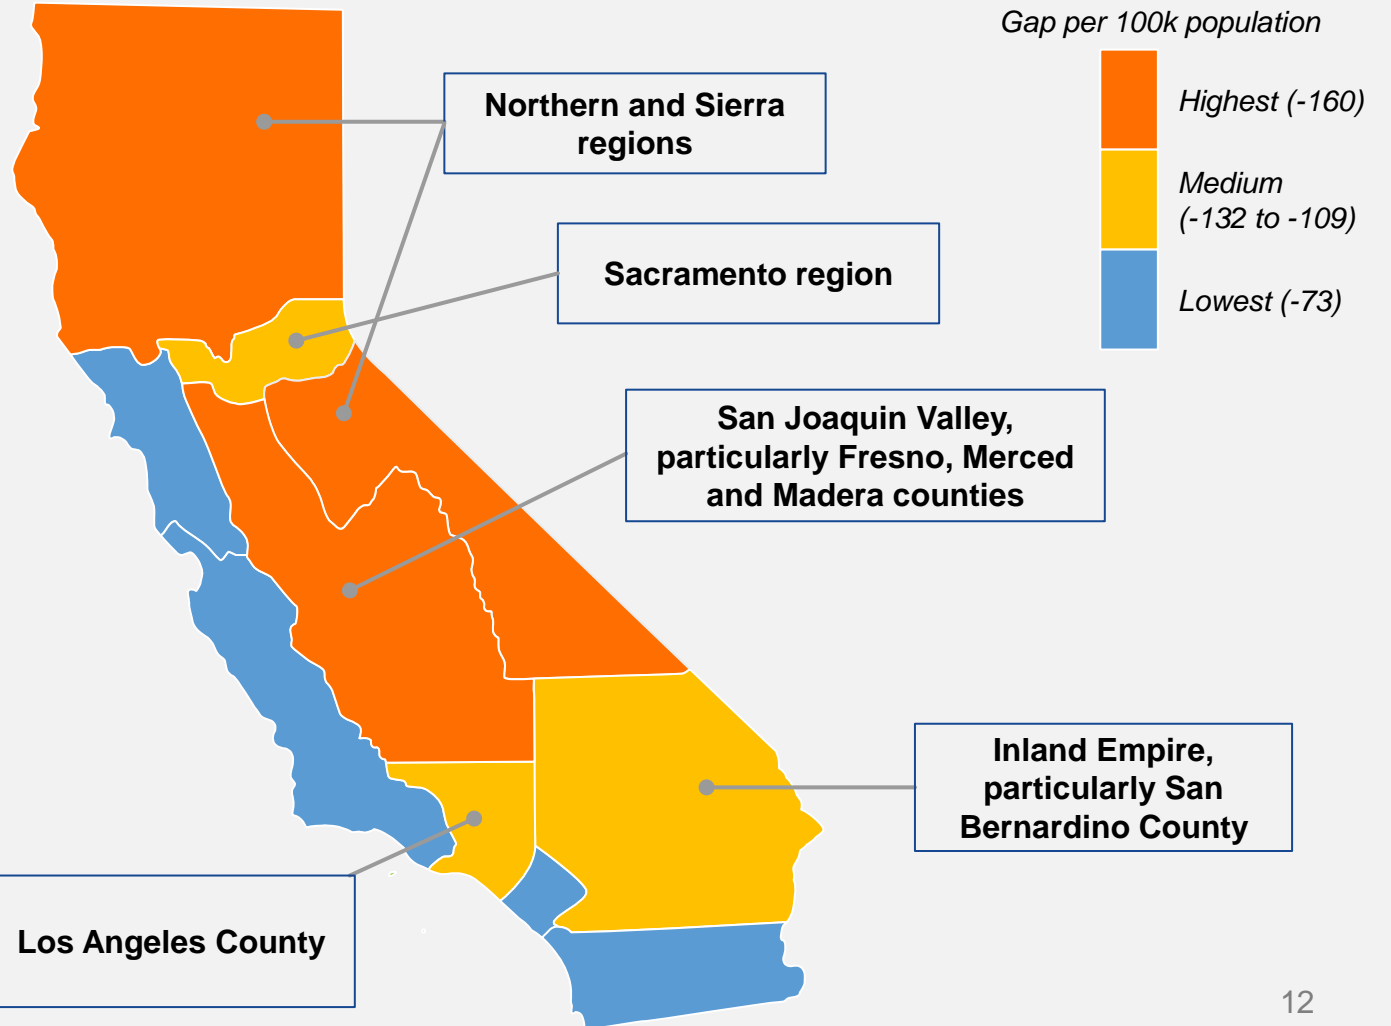 Gap per 100k population
Highest (-160)
Medium
(-132 to -109)
Lowest (-73)
Northern and Sierra
regions
Sacramento region
San Joaquin Valley,
particularly Fresno, Merced
and Madera counties
Inland Empire,
particularly San
Bernardino County
Los Angeles County
12